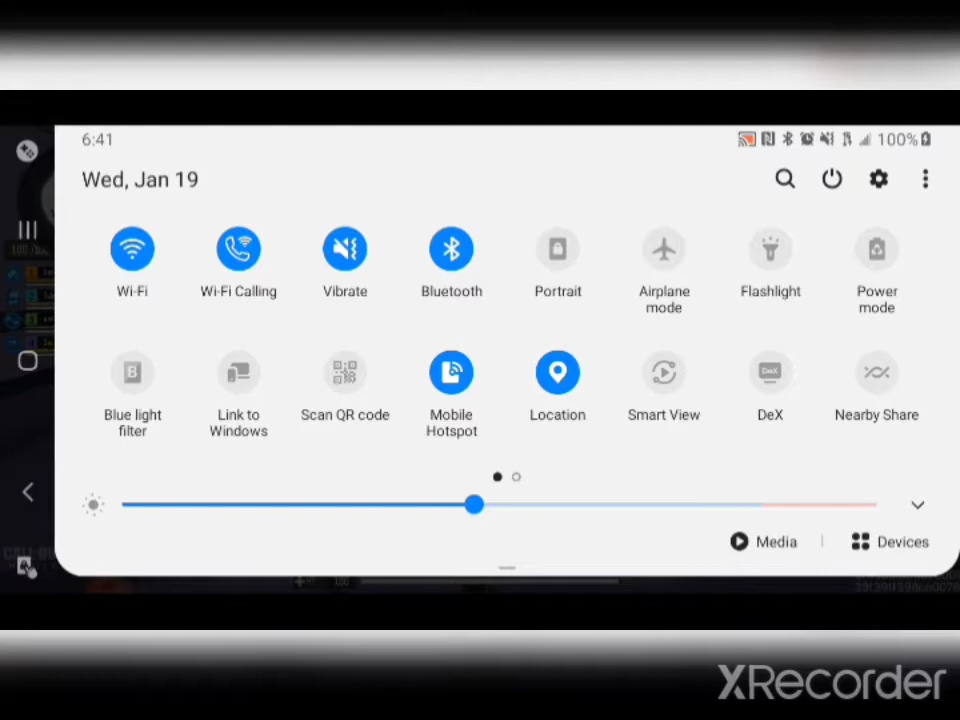 6:41
100%
Wed, Jan 19
Wi-Fi
Wi-Fi Calling
Vibrate
Bluetooth
Portrait
Airplane
mode
Flashlight
Power
mode
Blue light
filter
Link to
Windows
Scan QR code
Mobile
Hotspot
Location
Smart View
DeX
DeX
Nearby Share
Media
Devices
XRecorder